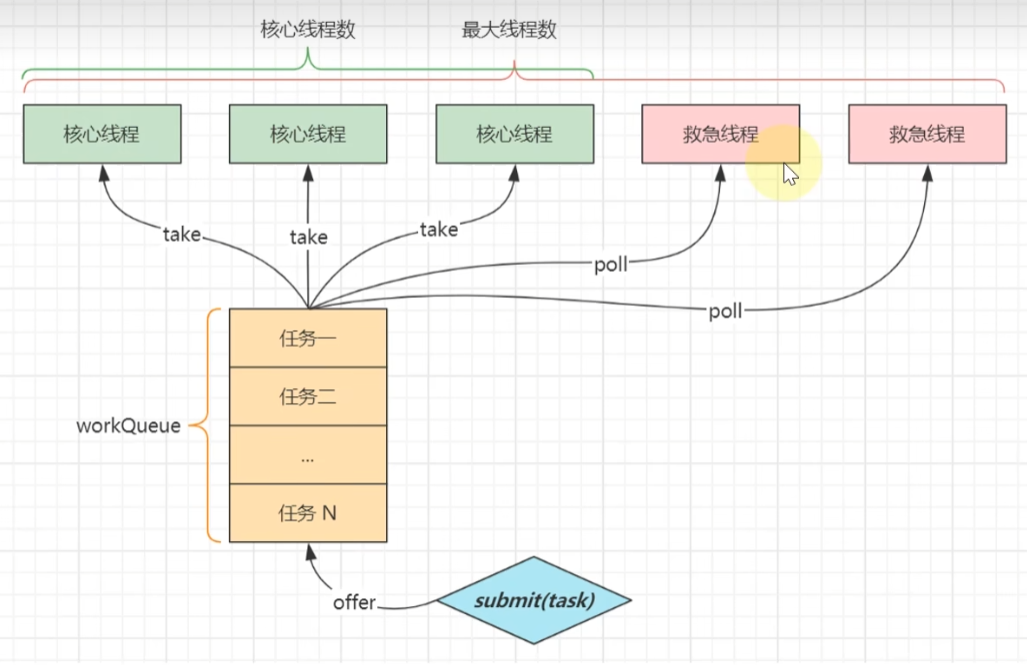 核心线程数
最大线程数
核心线程
核心线程
核心线程
救急线程
救急线程
take
take
take
poll
poll
任务一
任务二
...
任务 N
workQueue
offer
submit(task)